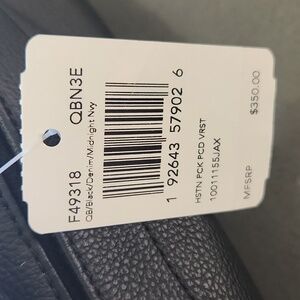 F49318 QBN3E
QB/Black/Denim/Midnight Nvy
1 92643 57902 6
HSTN PCK PCD VRST
10011155JAX
MFSRP $350.00